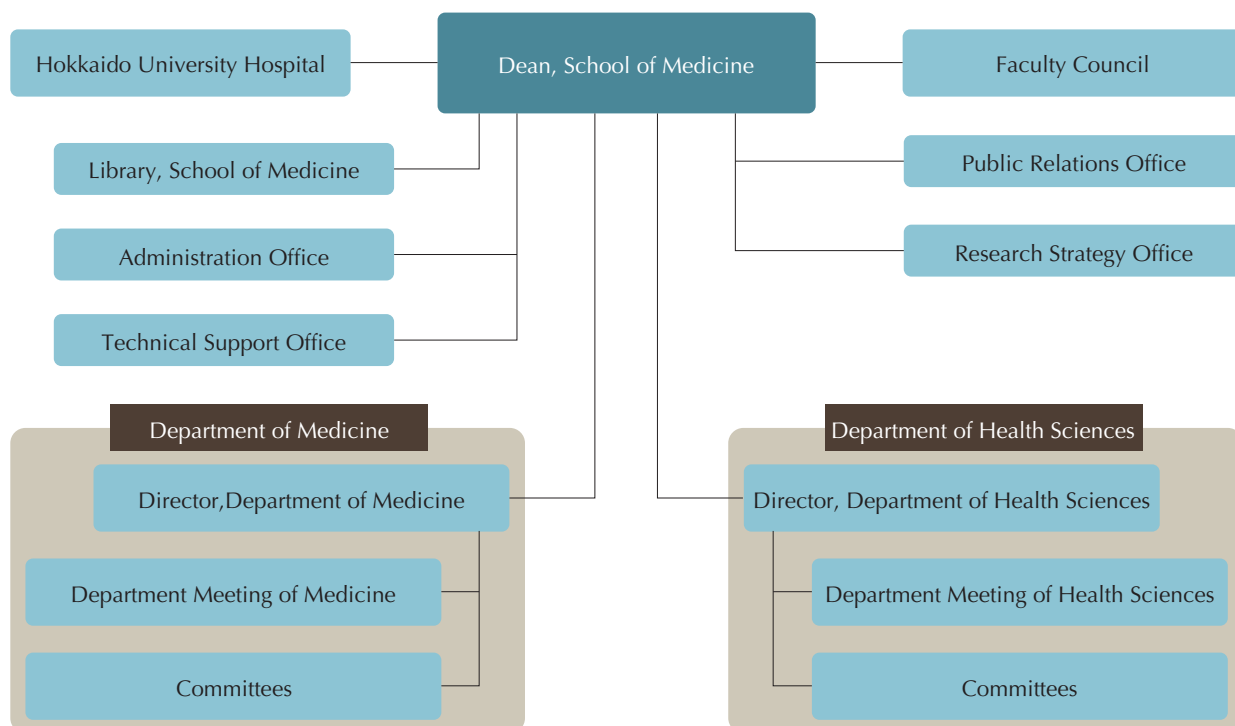 Hokkaido University Hospital
Dean, School of Medicine
Faculty Council
Library, School of Medicine
Public Relations Office
Administration Office
Research Strategy Office
Technical Support Office
Department of Medicine
Director,Department of Medicine
Department Meeting of Medicine
Committees
Department of Health Sciences
Director, Department of Health Sciences
Department Meeting of Health Sciences
Committees